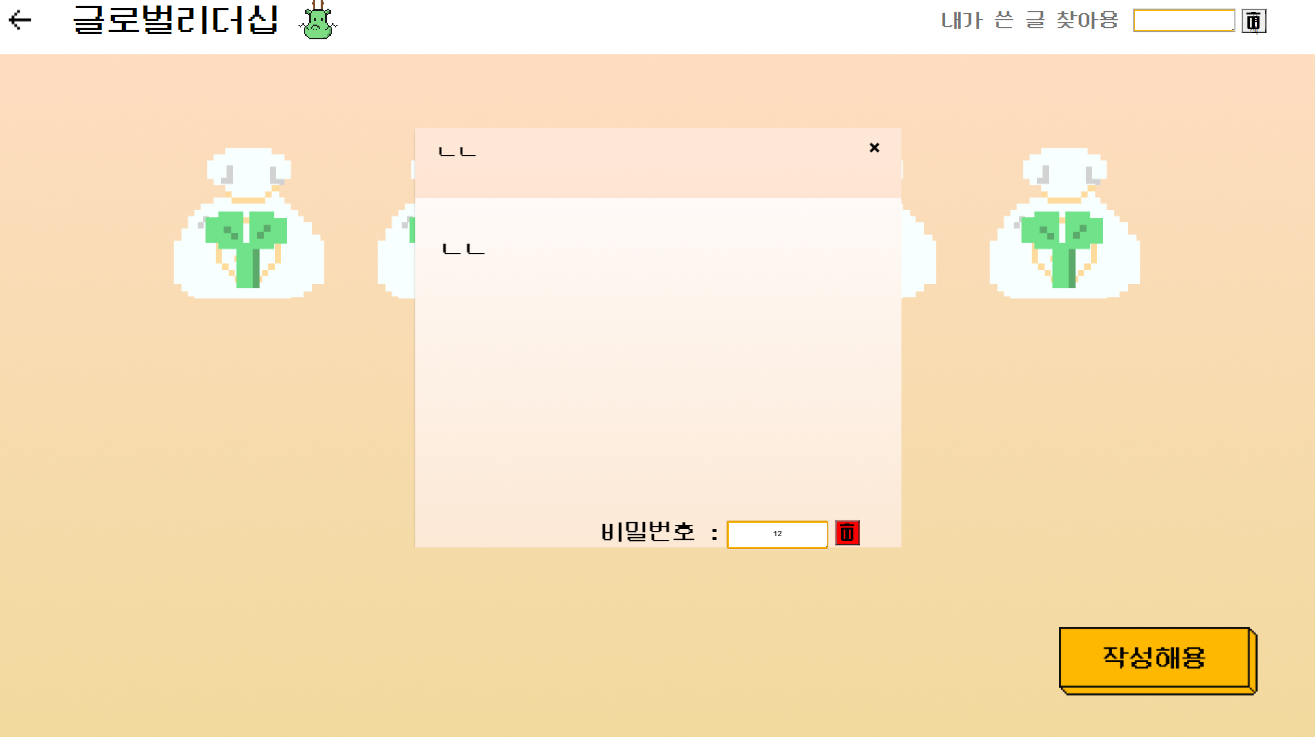 글로벌리더십
내가 쓴 글 찾아용
ㄴㄴ
ㄴㄴ
비밀번호 : 12
작성해용